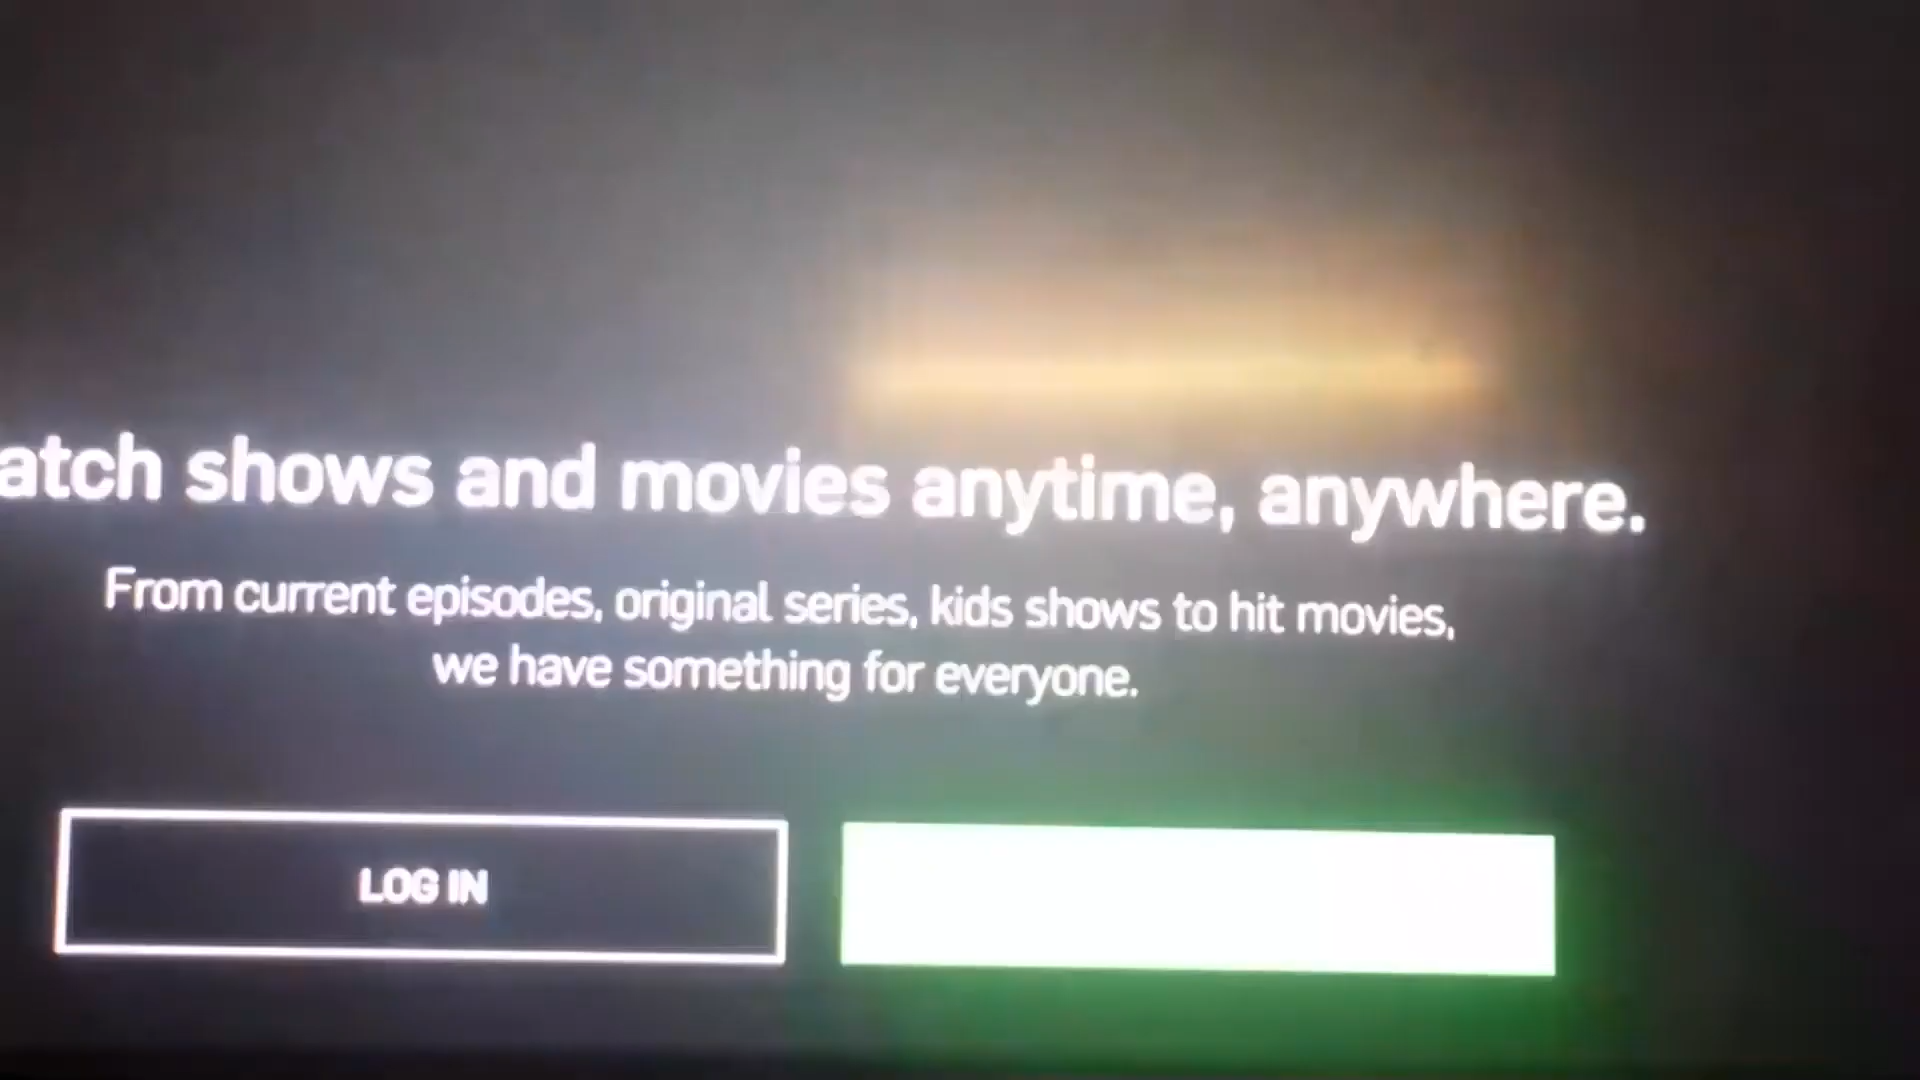 atch shows and movies anytime, anywhere.
From current episodes, original series, kids shows to hit movies,
we have something for everyone.
LOG IN